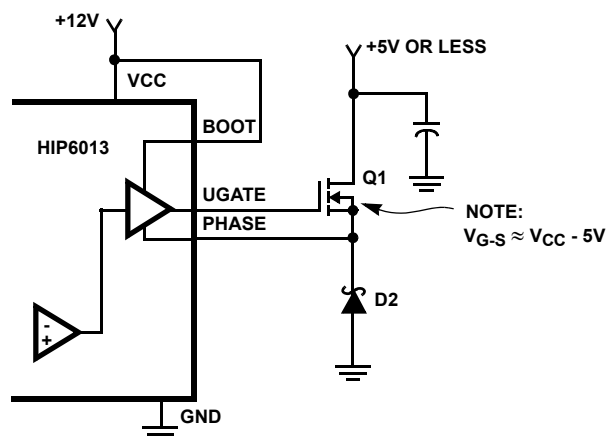 +12V
+5V OR LESS
VCC
BOOT
HIP6013
Q1
UGATE
PHASE
NOTE:
VG-S ≈ VCC - 5V
D2
-
+
GND